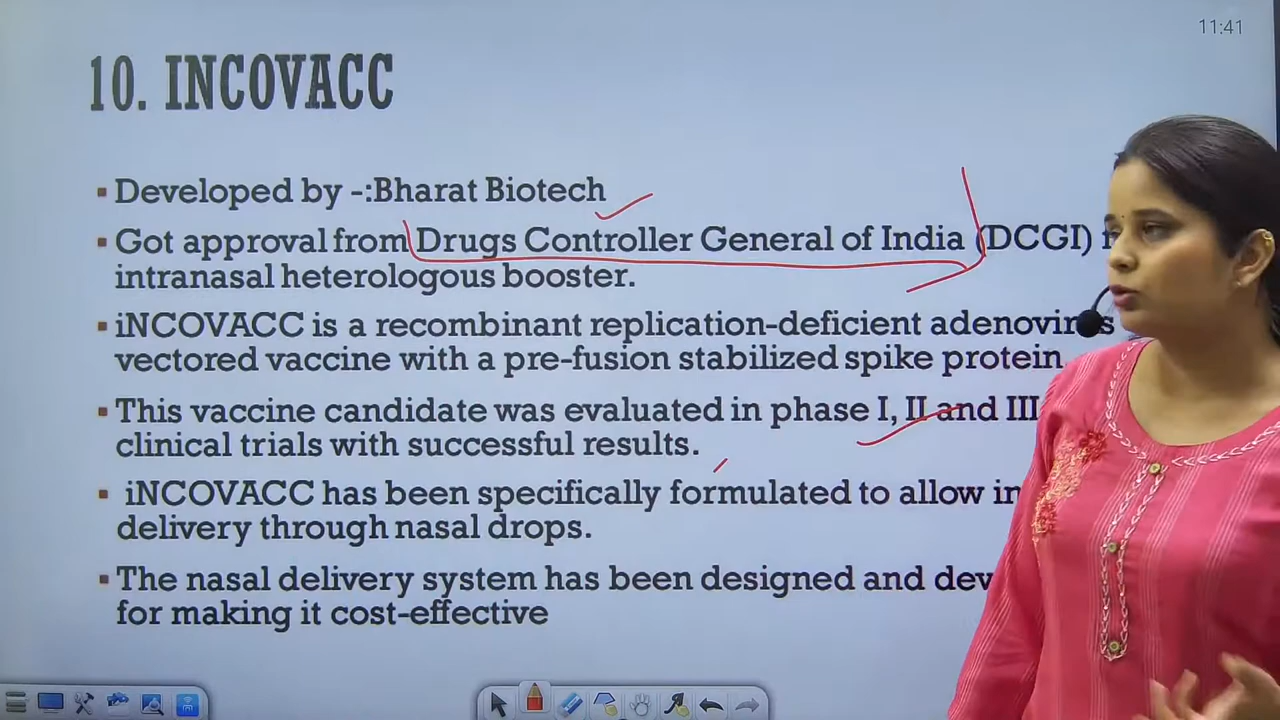 11:41
10. INCOVACC
▪ Developed by -:Bharat Biotech
▪ Got approval from Drugs Controller General of India (DCGI)
intranasal heterologous booster.
▪ iNCOVACC is a recombinant replication-deficient adenovirus
vectored vaccine with a pre-fusion stabilized spike protein.
▪ This vaccine candidate was evaluated in phase I, II and III
clinical trials with successful results.
▪ iNCOVACC has been specifically formulated to allow
delivery through nasal drops.
▪ The nasal delivery system has been designed and
for making it cost-effective